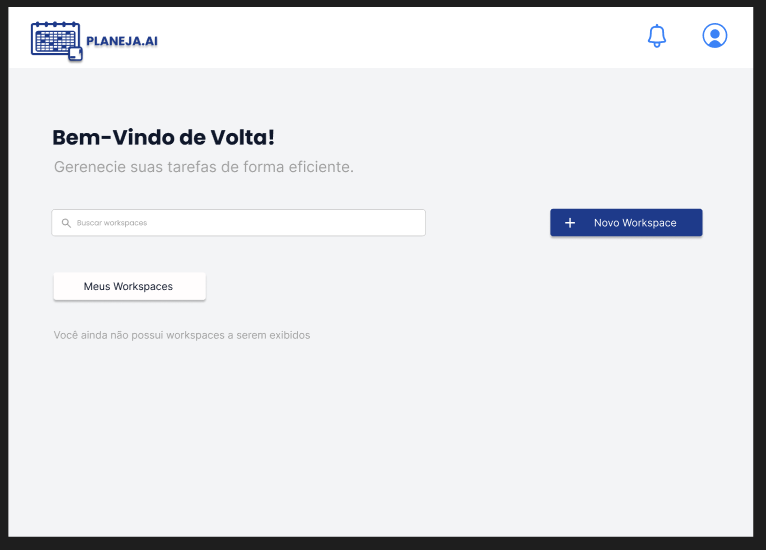 PLANEJA.AI
Bem-Vindo de Volta!
Gerenecie suas tarefas de forma eficiente.
Buscar workspaces
Novo Workspace
Meus Workspaces
Você ainda não possui workspaces a serem exibidos